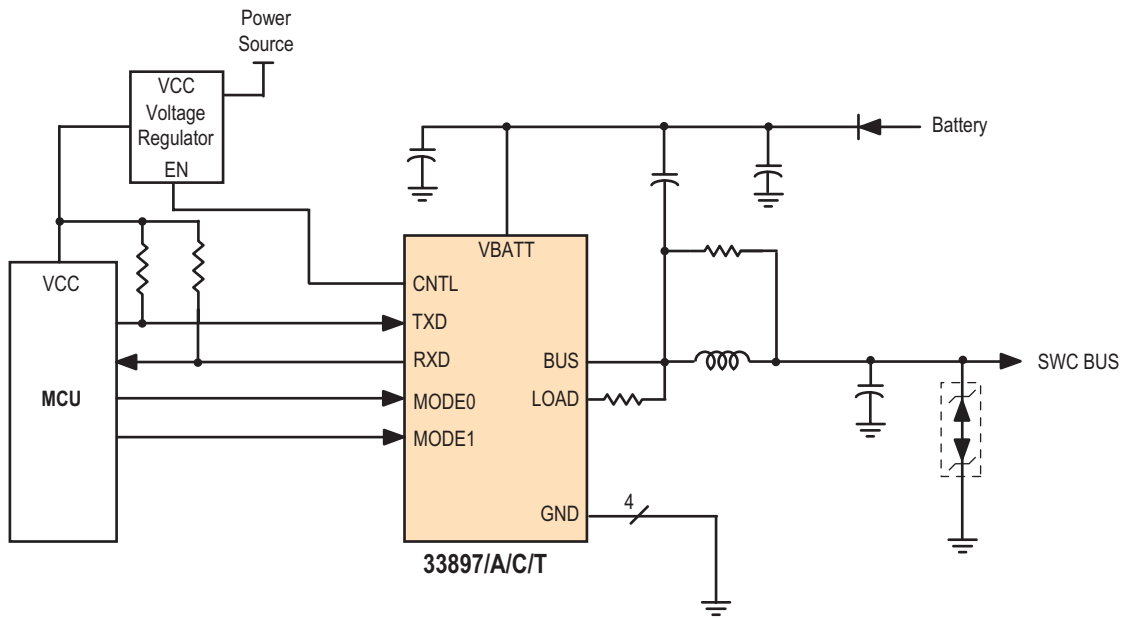 Power
Source
VCC
Voltage
Regulator
EN
Battery
VBATT
VCC
CNTL
TXD
RXD
BUS
SWC BUS
MCU
MODE0
LOAD
MODE1
GND
4
33897/A/C/T